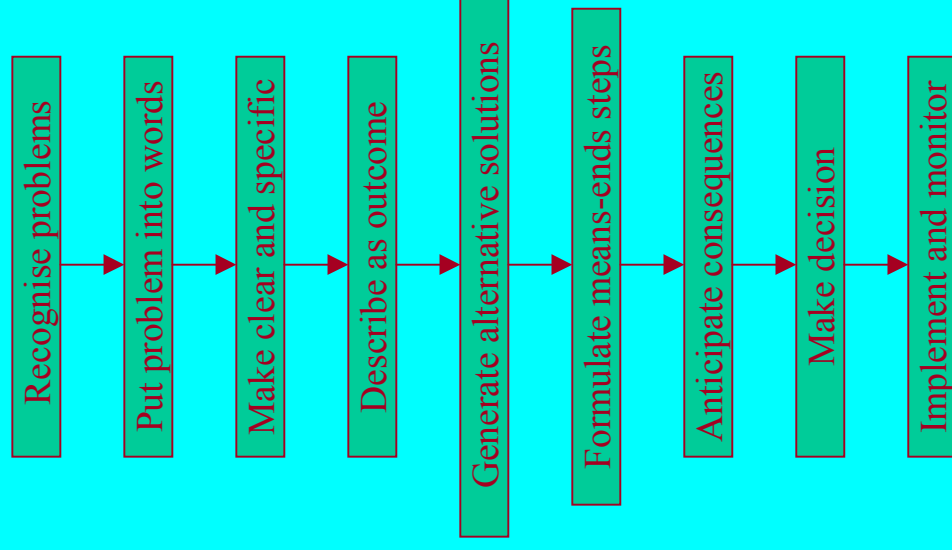 Recognise problems
Put problem into words
Make clear and specific
Describe as outcome
Generate alternative solutions
Formulate means-ends steps
Anticipate consequences
Make decision
Implement and monitor